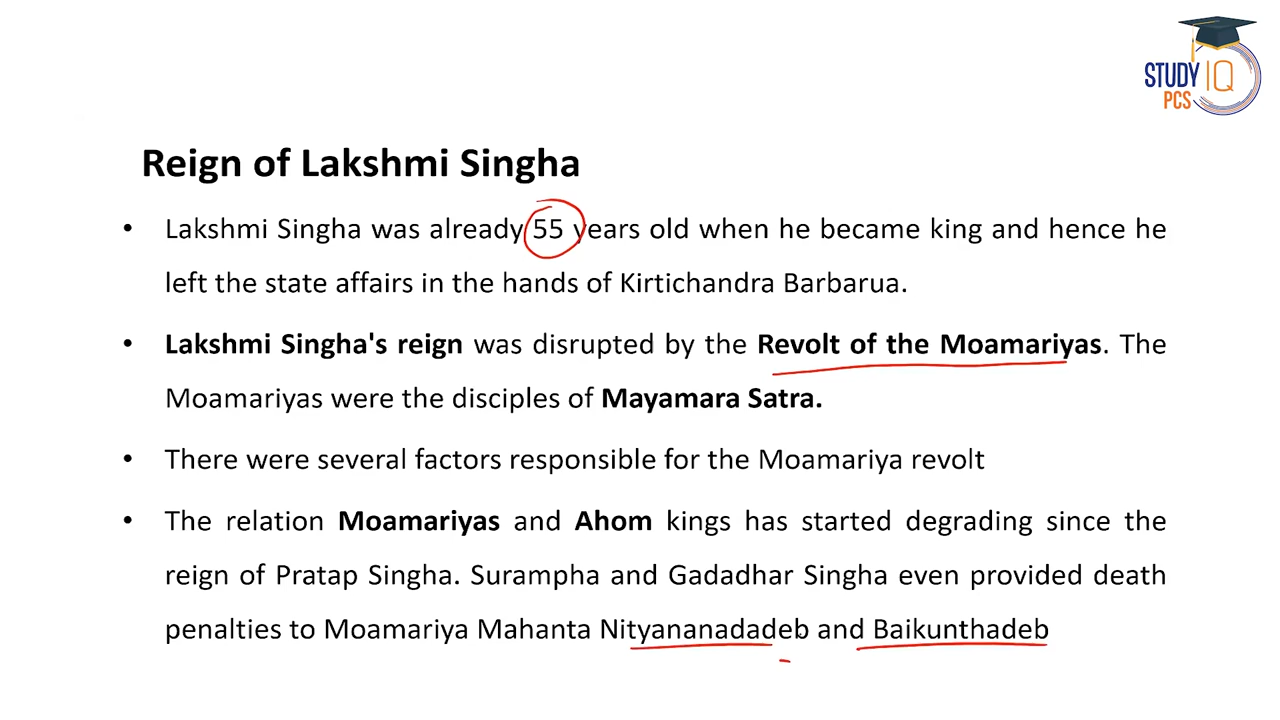 STUDY IQ
PCS
Reign of Lakshmi Singha
• Lakshmi Singha was already 55 years old when he became king and hence he
left the state affairs in the hands of Kirtichandra Barbarua.
• Lakshmi Singha's reign was disrupted by the Revolt of the Moamariyas. The
Moamariyas were the disciples of Mayamara Satra.
• There were several factors responsible for the Moamariya revolt
• The relation Moamariyas and Ahom kings has started degrading since the
reign of Pratap Singha. Surampha and Gadadhar Singha even provided death
penalties to Moamariya Mahanta Nityananadadeb and Baikunthadeb